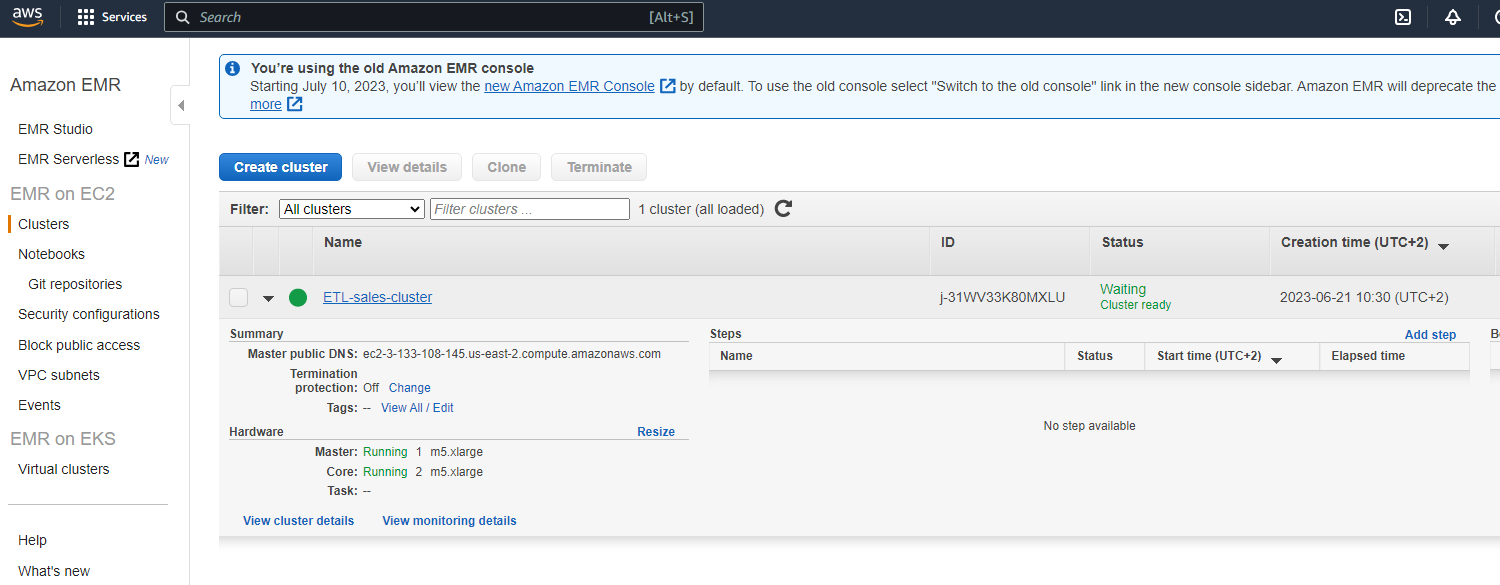 aws
Services
Search
[Alt+S]
Amazon EMR
EMR Studio
EMR Serverless New
EMR on EC2
Clusters
Notebooks
Git repositories
Security configurations
Block public access
VPC subnets
Events
EMR on EKS
Virtual clusters
Help
What's new
You’re using the old Amazon EMR console
Starting July 10, 2023, you’ll view the new Amazon EMR Console by default. To use the old console select "Switch to the old console" link in the new console sidebar. Amazon EMR will deprecate the
more
Create cluster View details Clone Terminate
Filter: All clusters Filter clusters ... 1 cluster (all loaded)
Name ID Status Creation time (UTC+2)
ETL-sales-cluster j-31WV33K80MXLU Waiting 2023-06-21 10:30 (UTC+2)
Cluster ready
Summary
Master public DNS: ec2-3-133-108-145.us-east-2.compute.amazonaws.com
Termination
protection: Off Change
Tags: -- View All / Edit
Hardware Resize
Master: Running 1 m5.xlarge
Core: Running 2 m5.xlarge
Task: --
View cluster details View monitoring details
Steps Add step
Name Status Start time (UTC+2) Elapsed time
No step available